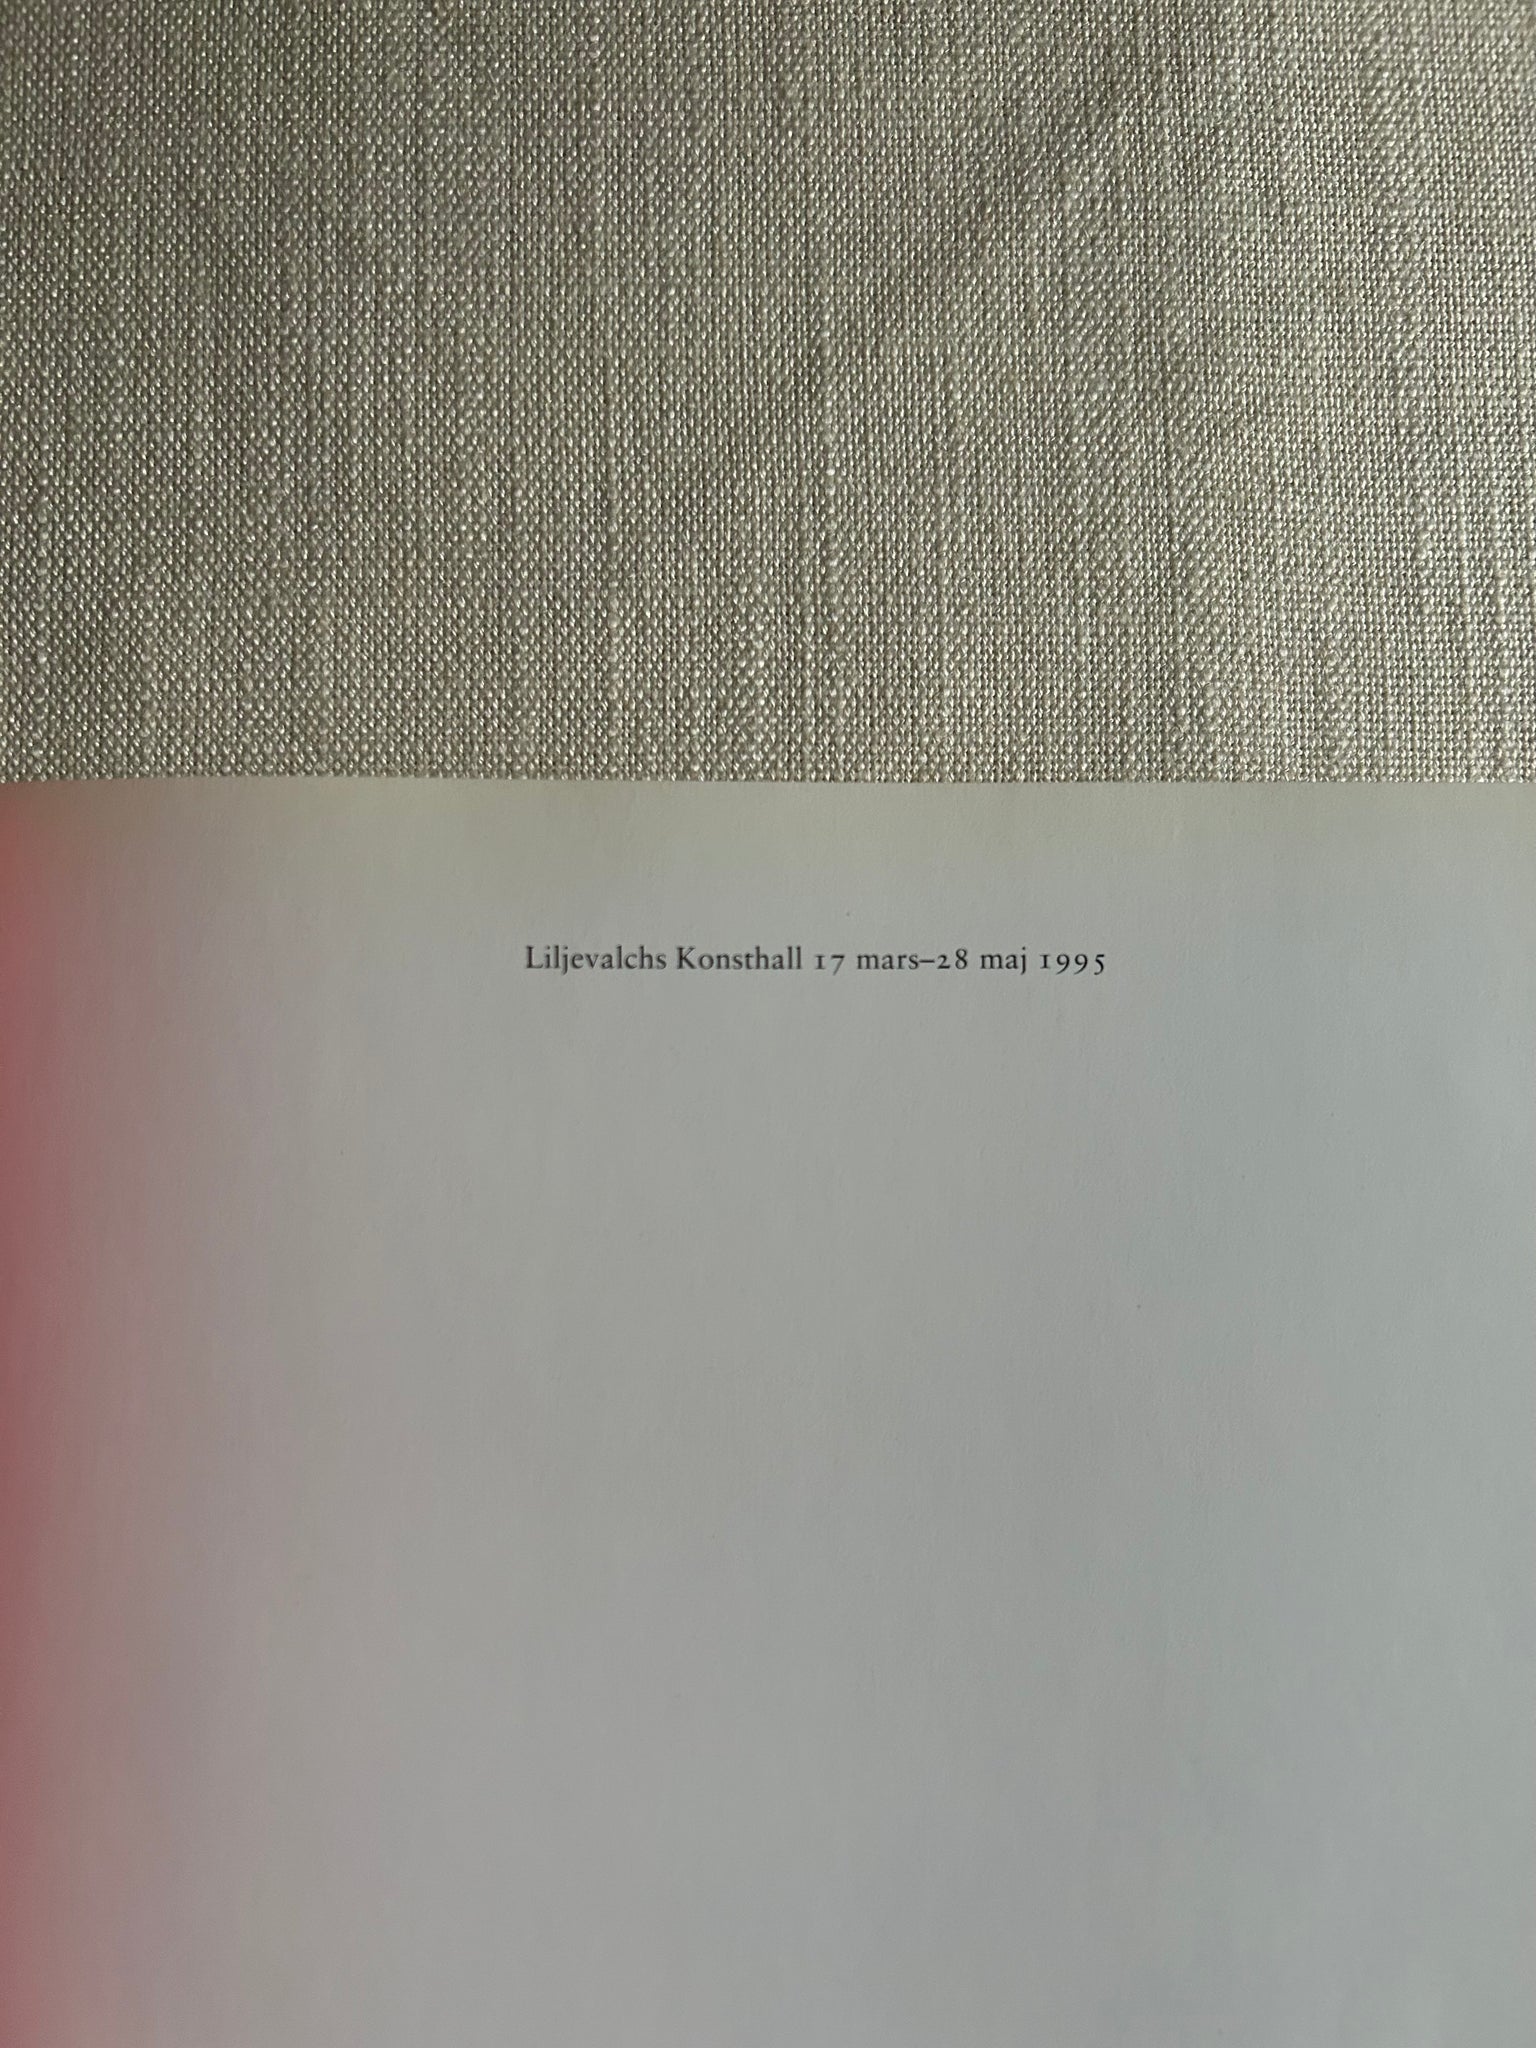 Liljevalchs Konsthall 17 mars–28 maj 1995